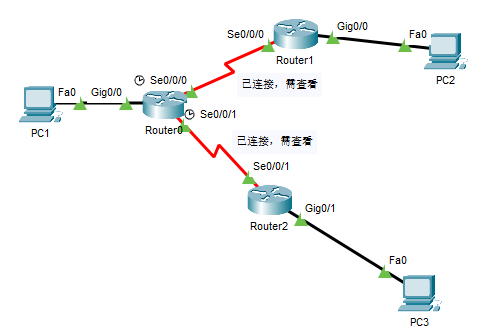 Se0/0/0
Gig0/0
Fa0
Router1
PC2
Fa0
Gig0/0
Se0/0/0
已连接，需查看
PC1
Router0
Se0/0/1
已连接，需查看
Se0/0/1
Gig0/1
Router2
Fa0
PC3